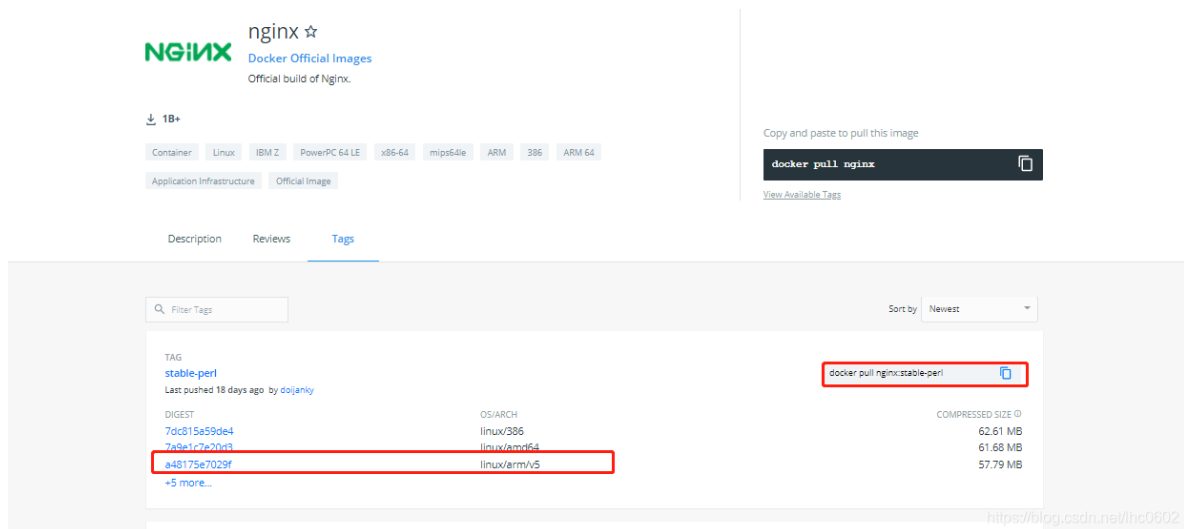 nginx
NGINX
Docker Official Images
Official build of Nginx.
1B+
Container Linux IBM Z PowerPC 64 LE x86-64 mips64le ARM 386 ARM 64
Application Infrastructure Official Image
Copy and paste to pull this image
docker pull nginx
View Available Tags
Description Reviews Tags
Filter Tags
Sort by Newest
TAG
stable-perl
docker pull nginx:stable-perl
Last pushed 18 days ago by doijanky
DIGEST OS/ARCH COMPRESSED SIZE
7dc815a59de4 linux/386 62.61 MB
7a9e1c7e20d3 linux/amd64 61.68 MB
a48175e7029f linux/arm/v5 57.79 MB
+5 more...
https://blog.csdn.net/lhc0602